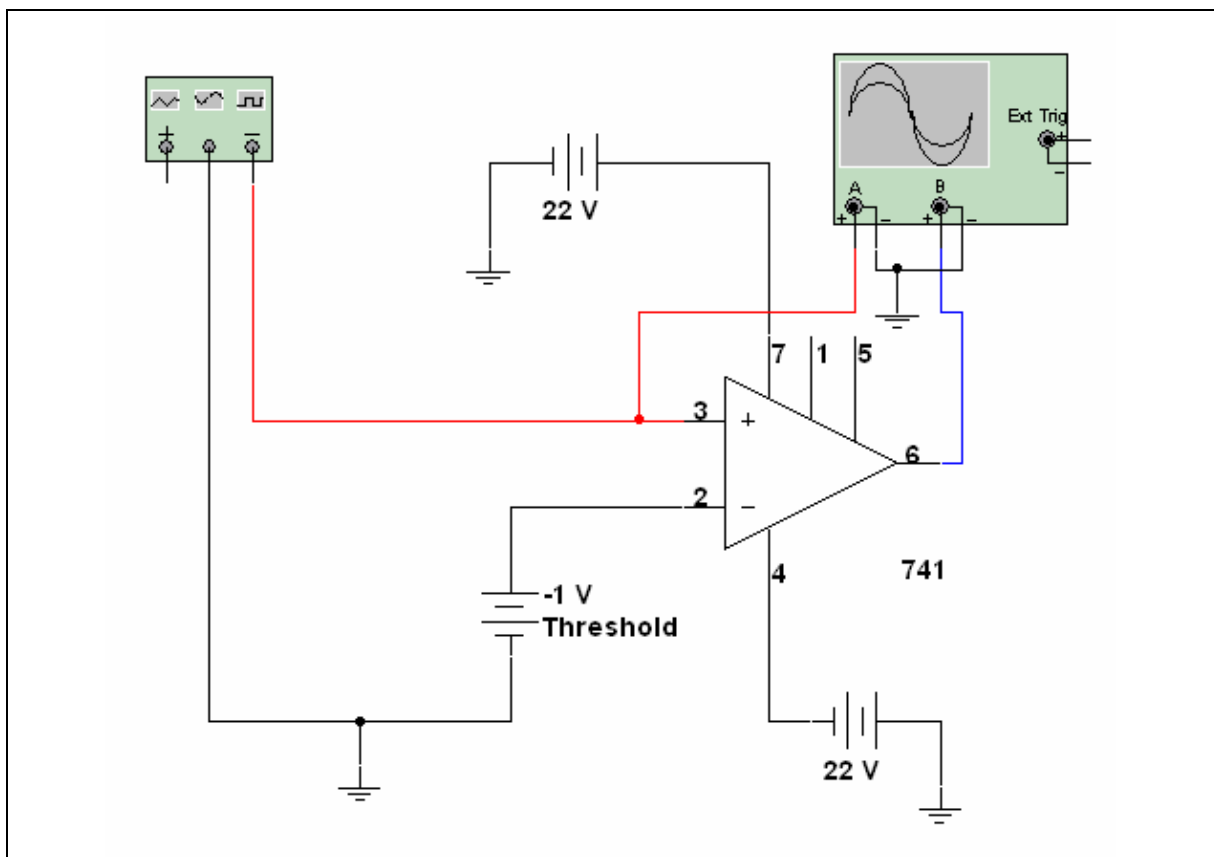 + −
Ext Trig
+
−
A B
+ − + −
22 V
7 1 5
3 +
6
2 −
-1 V
Threshold
4 741
22 V